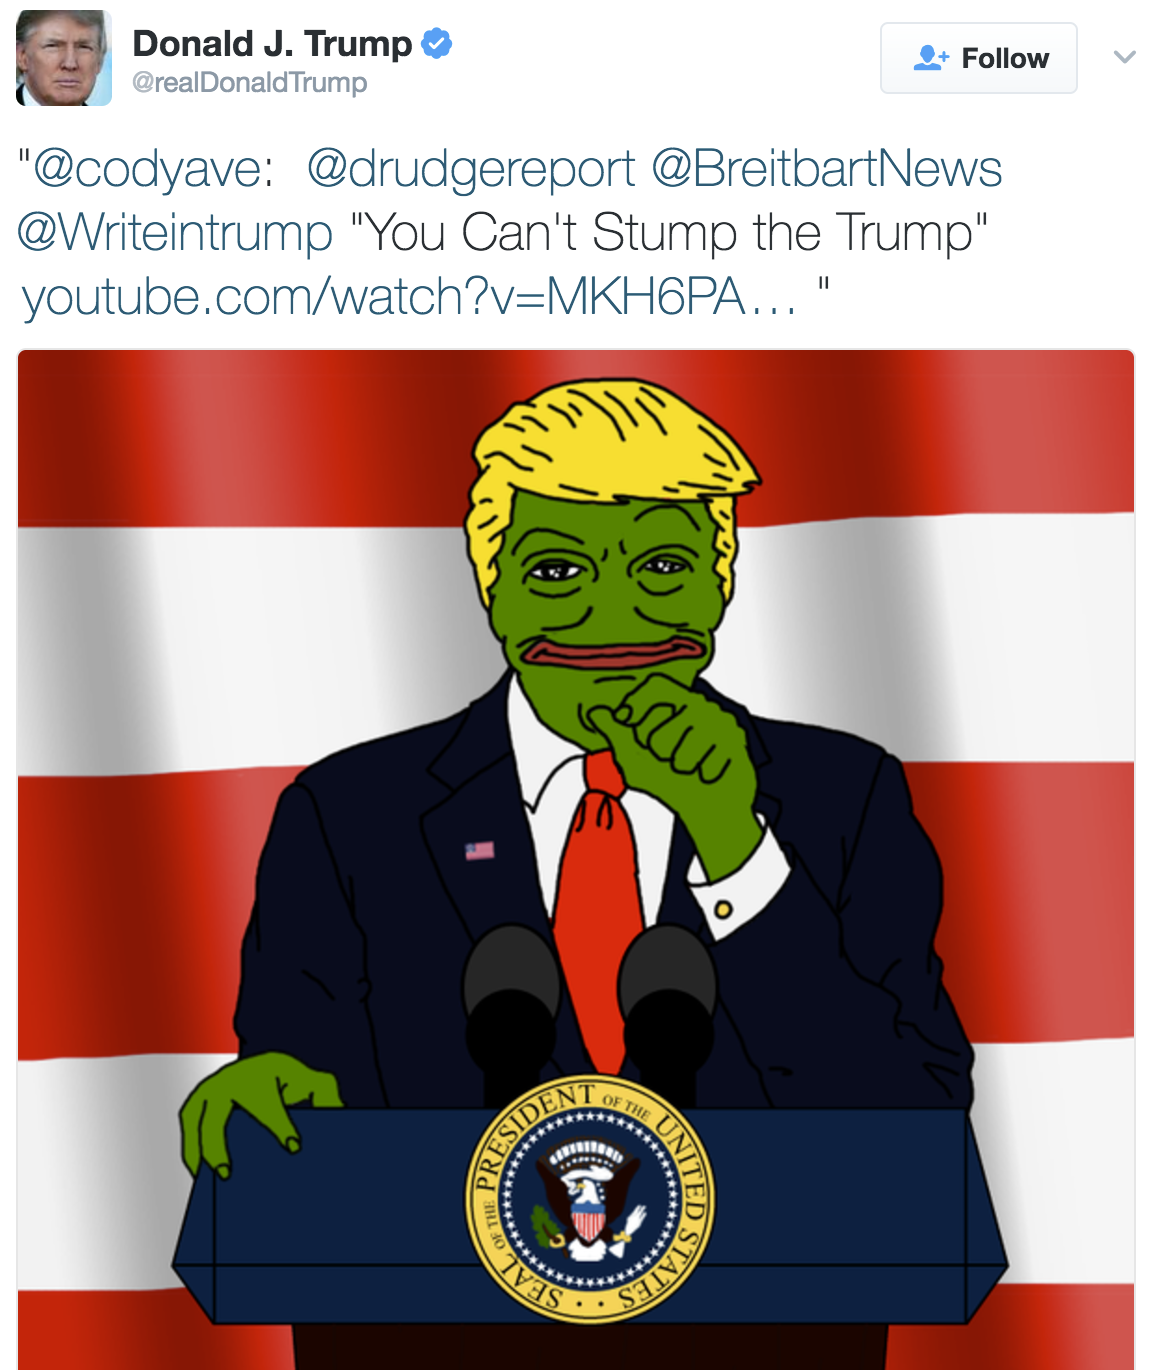 Donald J. Trump
@realDonaldTrump
Follow
"@codyave: @drudgereport @BreitbartNews
@Writeintrump "You Can't Stump the Trump"
youtube.com/watch?v=MKH6PA... "
SEAL OF THE PRESIDENT OF THE UNITED STATES